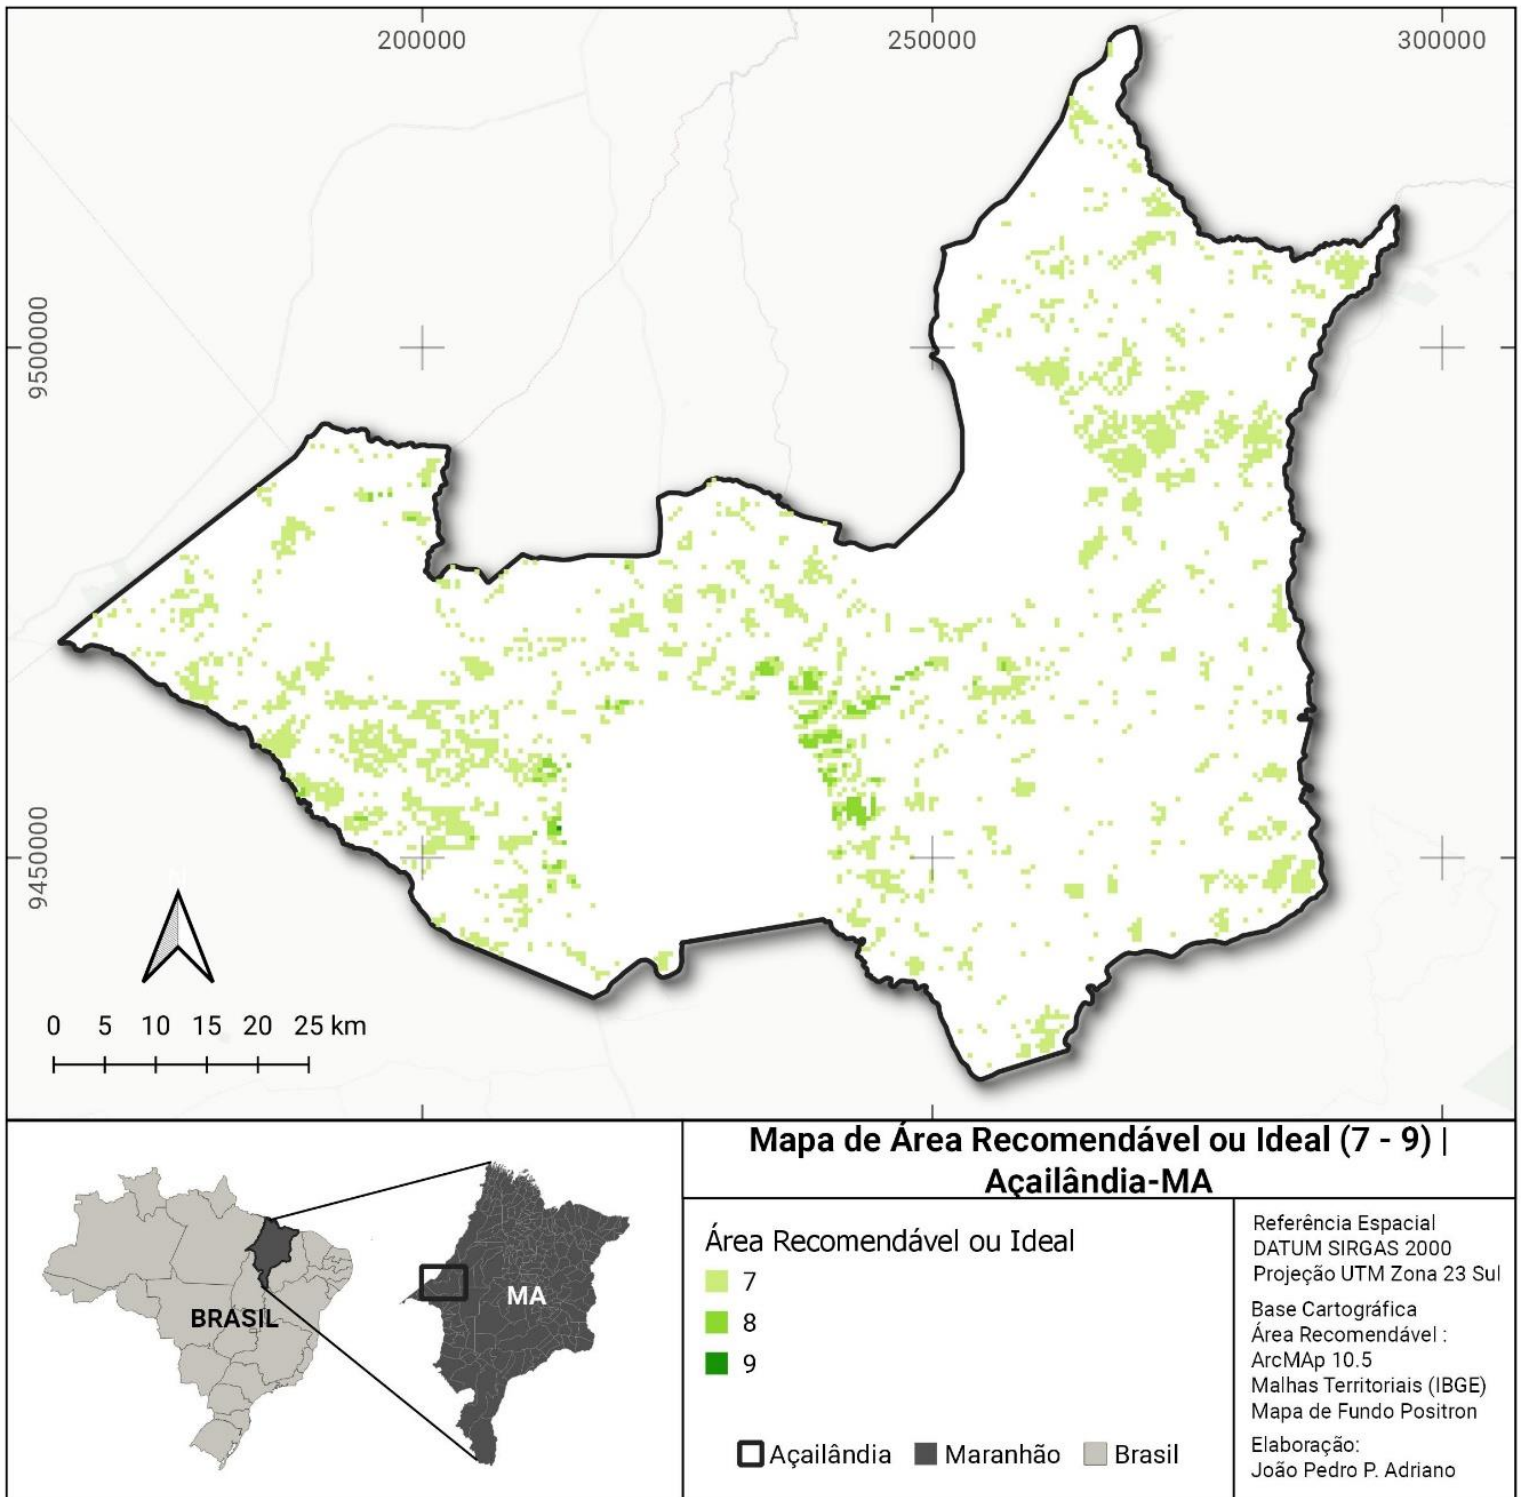 200000
250000
300000
9500000
9450000
N
0 5 10 15 20 25 km
Mapa de Área Recomendável ou Ideal (7 - 9) |
Açailândia-MA
BRASIL
MA
Área Recomendável ou Ideal
7
8
9
Açailândia
Maranhão
Brasil
Referência Espacial
DATUM SIRGAS 2000
Projeção UTM Zona 23 Sul
Base Cartográfica
Área Recomendável :
ArcMAp 10.5
Malhas Territoriais (IBGE)
Mapa de Fundo Positron
Elaboração:
João Pedro P. Adriano